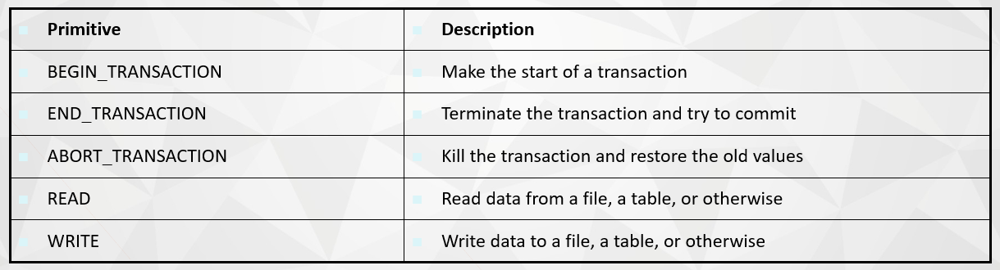 Primitive
Description
BEGIN_TRANSACTION
Make the start of a transaction
END_TRANSACTION
Terminate the transaction and try to commit
ABORT_TRANSACTION
Kill the transaction and restore the old values
READ
Read data from a file, a table, or otherwise
WRITE
Write data to a file, a table, or otherwise